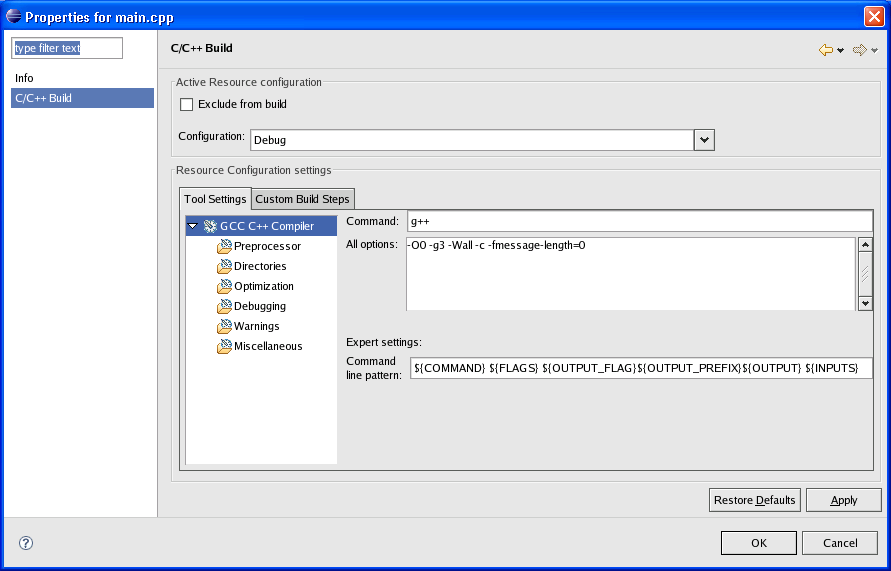 Properties for main.cpp
type filter text
Info
C/C++ Build
C/C++ Build
Active Resource configuration
Exclude from build
Configuration:
Debug
Resource Configuration settings
Tool Settings
Custom Build Steps
GCC C++ Compiler
Preprocessor
Directories
Optimization
Debugging
Warnings
Miscellaneous
Command:
g++
All options:
-O0 -g3 -Wall -c -fmessage-length=0
Expert settings:
Command
line pattern:
${COMMAND} ${FLAGS} ${OUTPUT_FLAG}${OUTPUT_PREFIX}${OUTPUT} ${INPUTS}
Restore Defaults
Apply
?
OK
Cancel